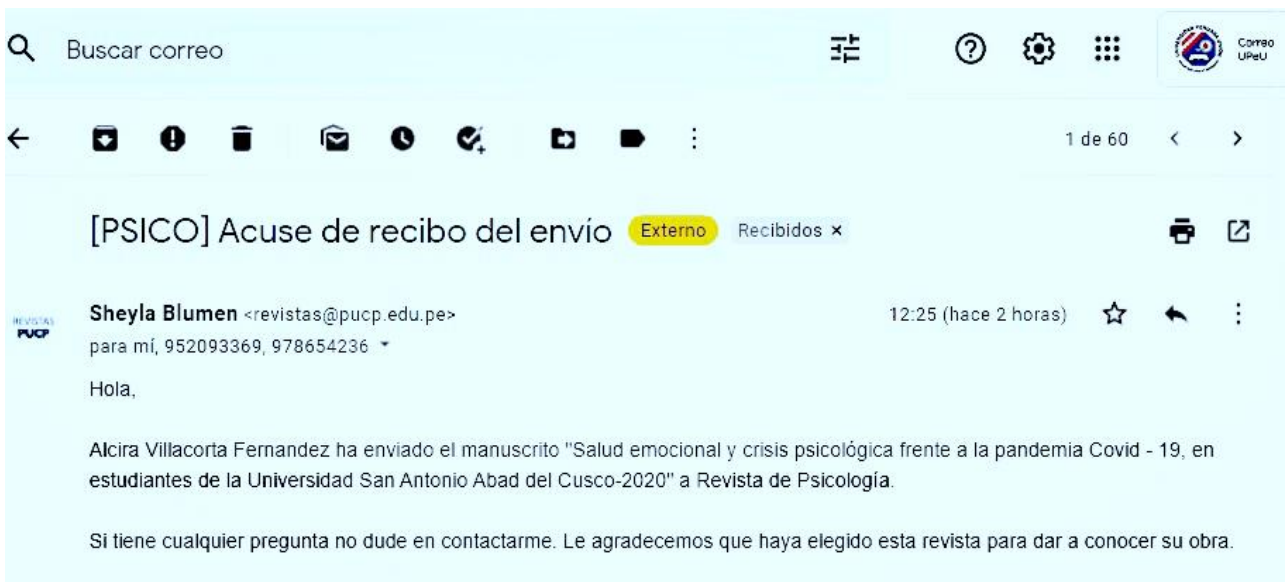 Buscar correo
Correo
UPeU
1 de 60
[PSICO] Acuse de recibo del envío Externo Recibidos ×
REVISTAS
PUCP
Sheyla Blumen <revistas@pucp.edu.pe> 12:25 (hace 2 horas)
para mí, 952093369, 978654236
Hola,
Alcira Villacorta Fernandez ha enviado el manuscrito "Salud emocional y crisis psicológica frente a la pandemia Covid - 19, en
estudiantes de la Universidad San Antonio Abad del Cusco-2020" a Revista de Psicología.
Si tiene cualquier pregunta no dude en contactarme. Le agradecemos que haya elegido esta revista para dar a conocer su obra.